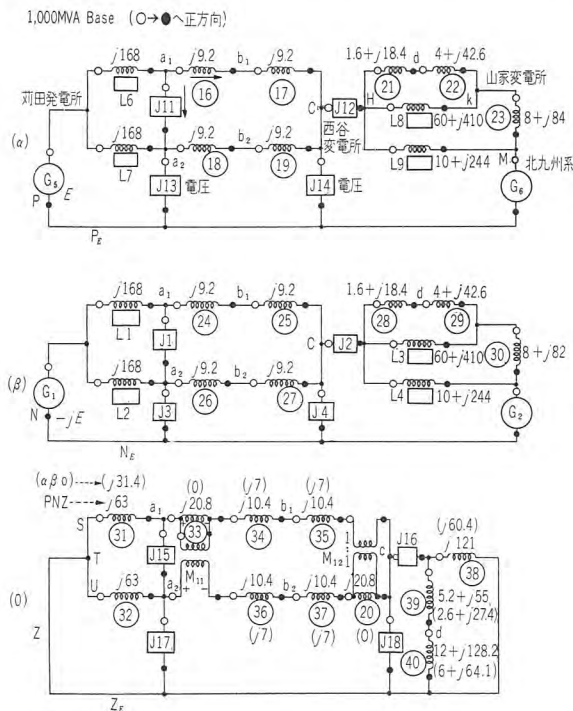 1,000MVA Base (○→●へ正方向)
j168 a₁ j9.2 b₁ j9.2 1.6+j18.4 d 4+j42.6 山家変電所
苅田発電所 L6 J11 16 17 C J12 H 21 22 k 23
西谷変電所 L8 60+j410 8+j84
(α) j168 j9.2 j9.2 10+j244 M 北九州系
L7 a₂ 18 b₂ 19 L9
G₅ P E J13 電圧 J14 電圧 G₆
P_E
j168 a₁ j9.2 b₁ j9.2 1.6+j18.4 d 4+j42.6
L1 J1 24 25 C J2 28 29
L3 60+j410 30 8+j82
(β) j168 a₂ j9.2 b₂ j9.2 L4 10+j244
G₁ L2 J3 26 27 J4 G₂
N -jE
N_E
(αβ0) (j31.4) (0) (j7) (j7)
PNZ j63 a₁ j20.8 j10.4 b₁ j10.4
S 31 33 34 35 1 (j60.4)
T J15 M₁₂ 1 c J16 j121
U j63 a₂ M₁₁ + - j10.4 b₂ j10.4 j20.8 38
(0) 32 36 37 20 39 5.2+j55
(j7) (j7) (0) (2.6+j27.4)
Z J17 J18 d
40 12+j128.2
(6+j64.1)
Z_E